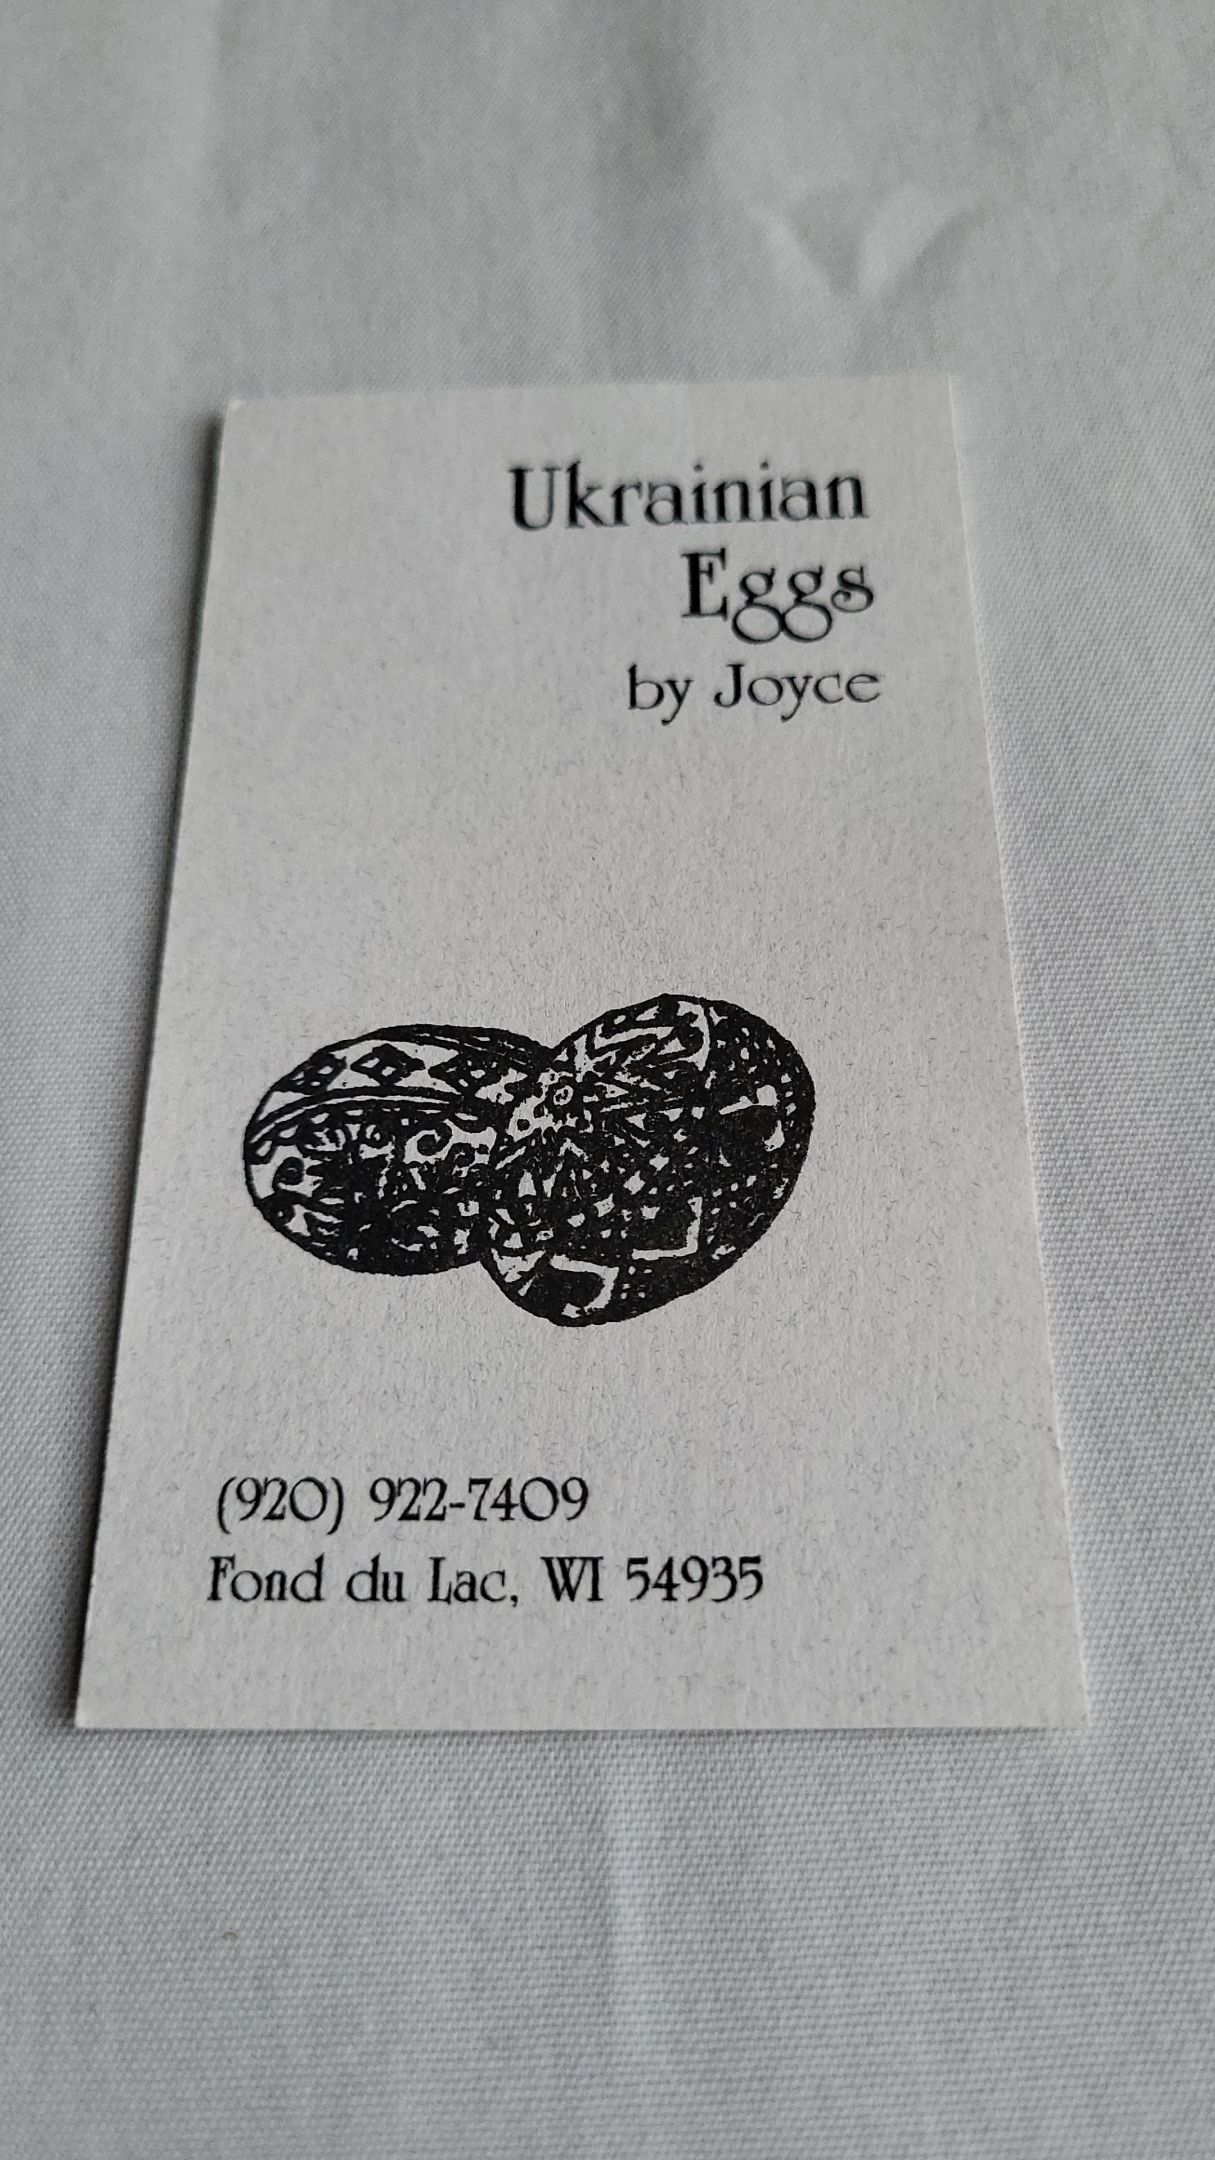 Ukrainian
Eggs
by Joyce
(920) 922-7409
Fond du Lac, WI 54935